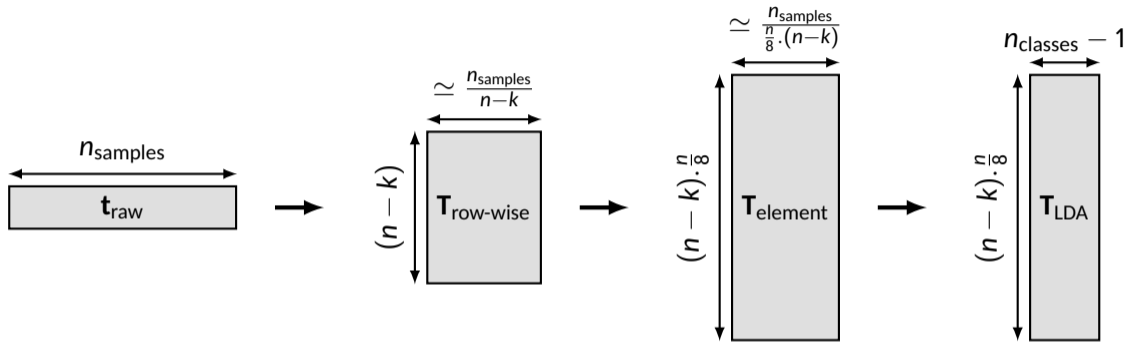 n_samples
t_raw
≃ n_samples / n−k
(n − k)
T_row-wise
≃ n_samples / n/8.(n−k)
(n − k).n/8
T_element
n_classes − 1
(n − k).n/8
T_LDA